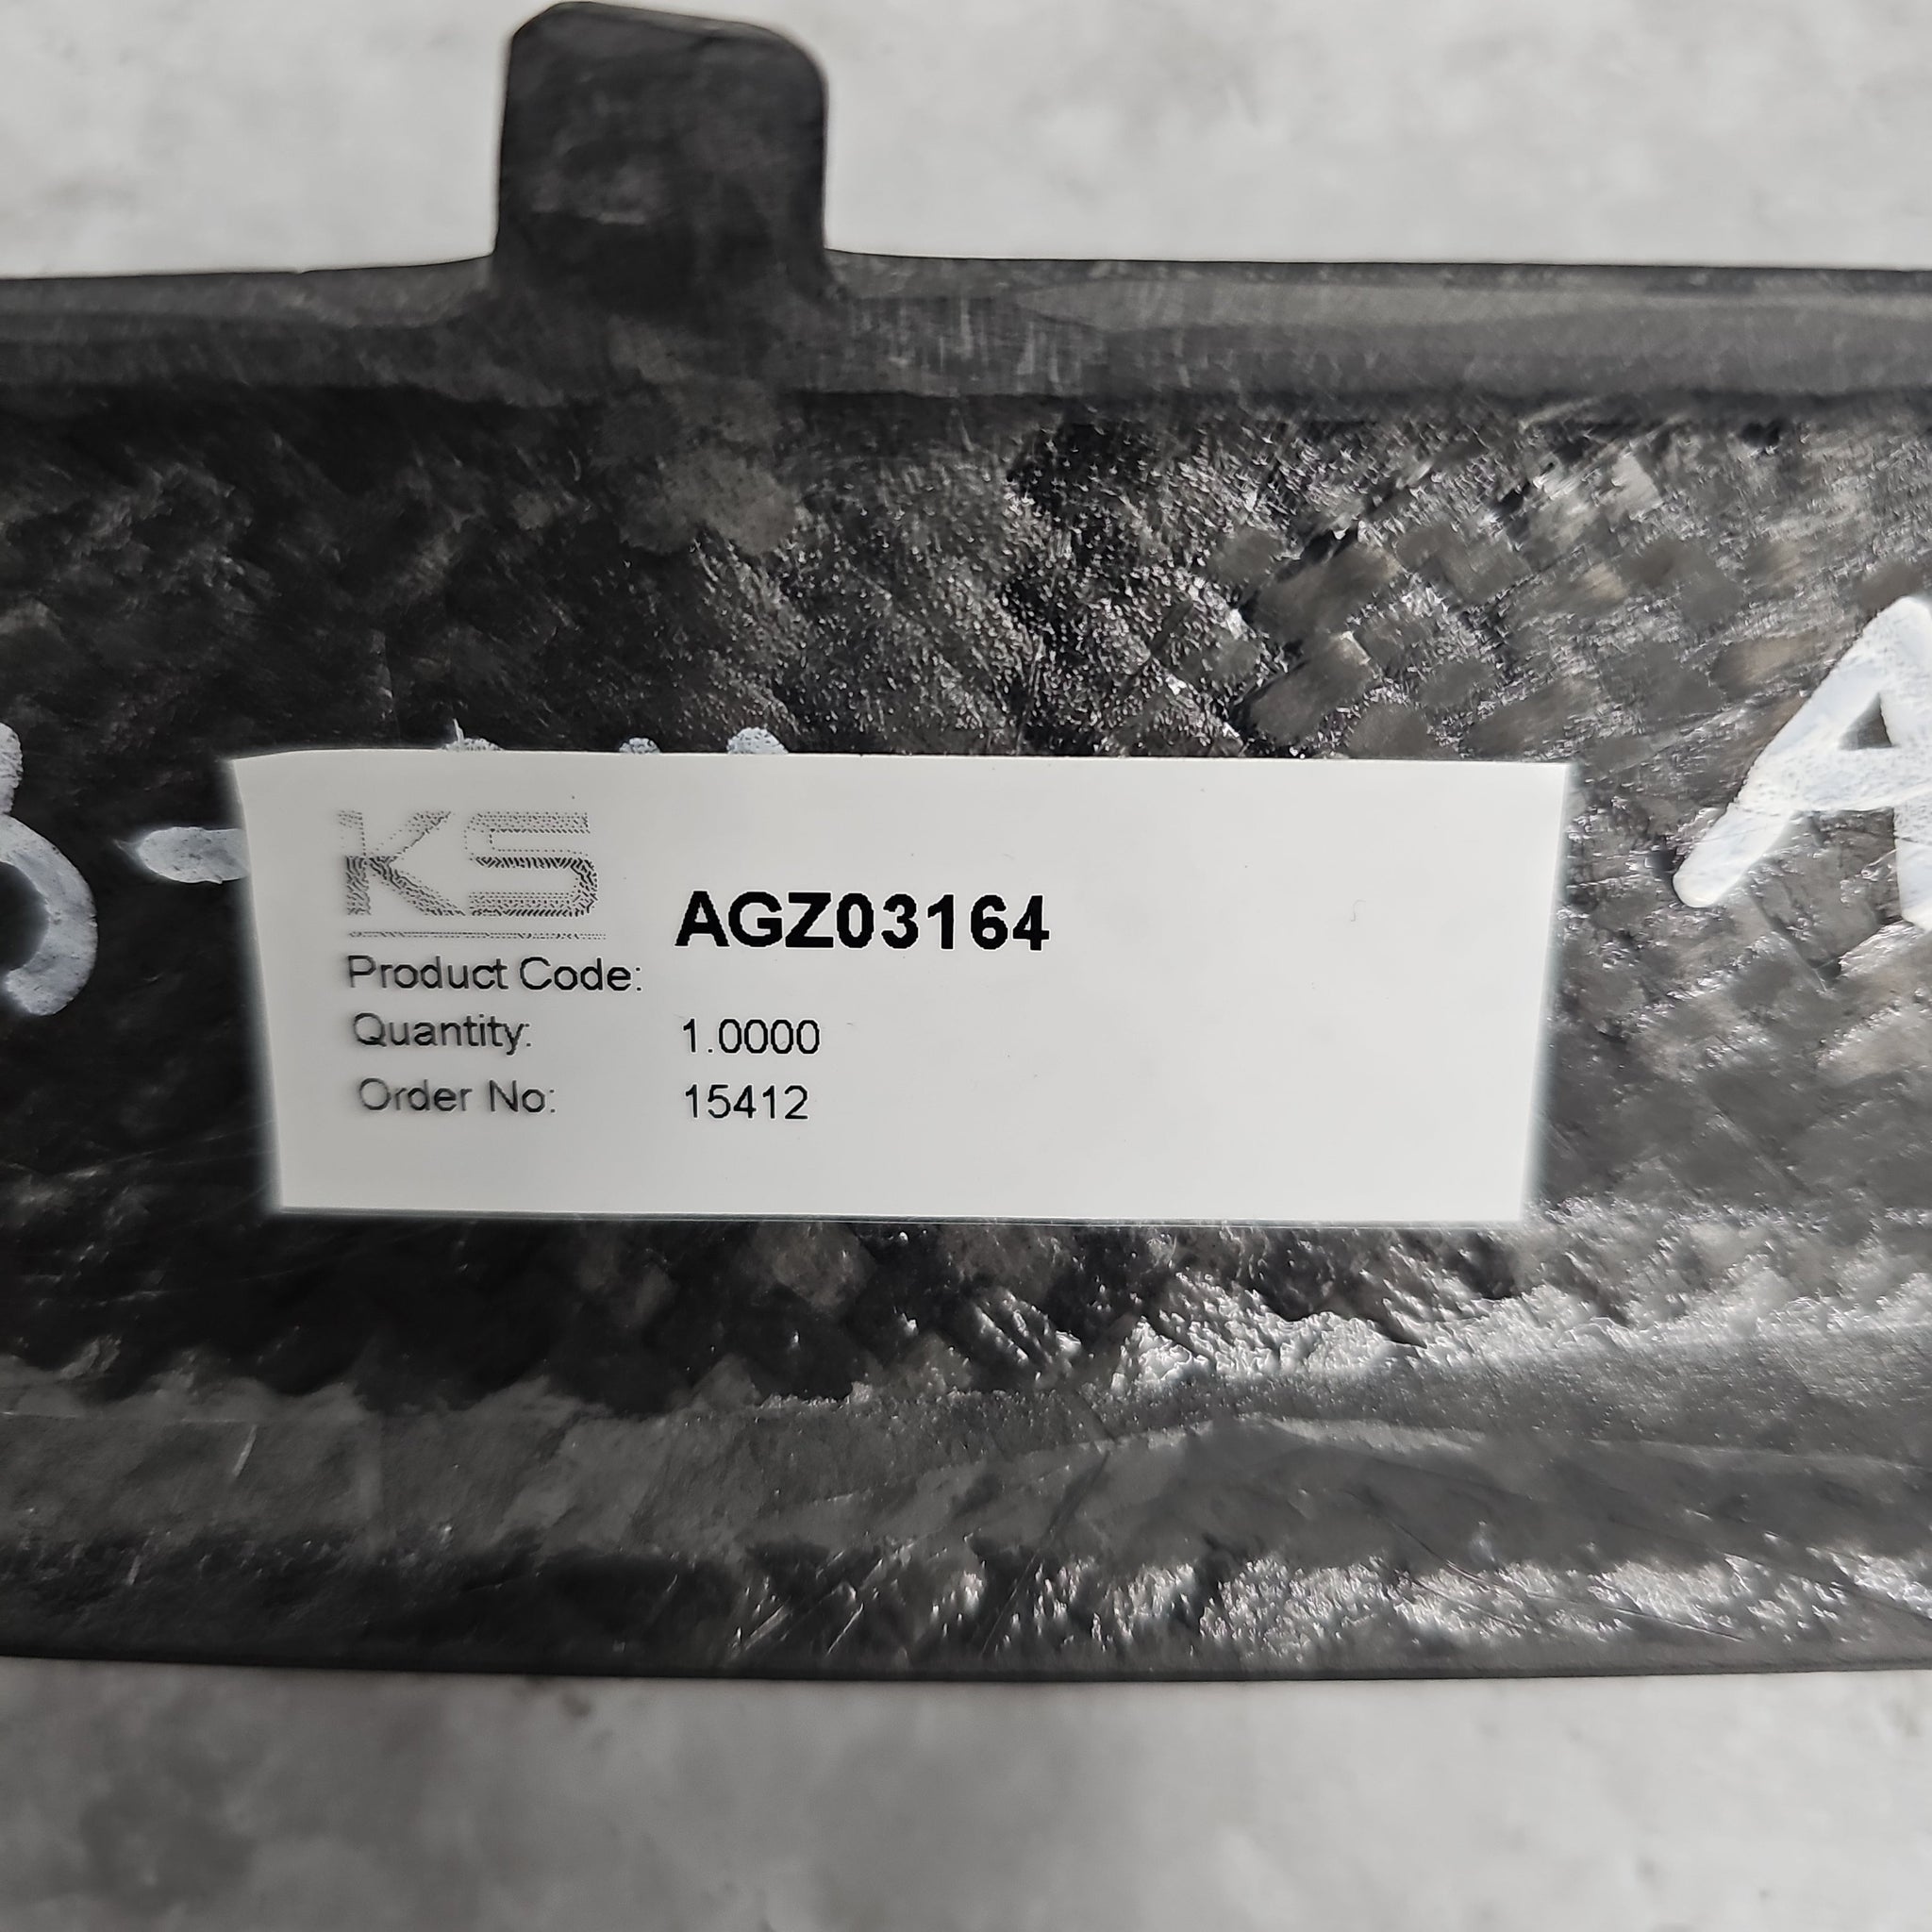 KS
AGZ03164
Product Code:
Quantity: 1.0000
Order No: 15412
A